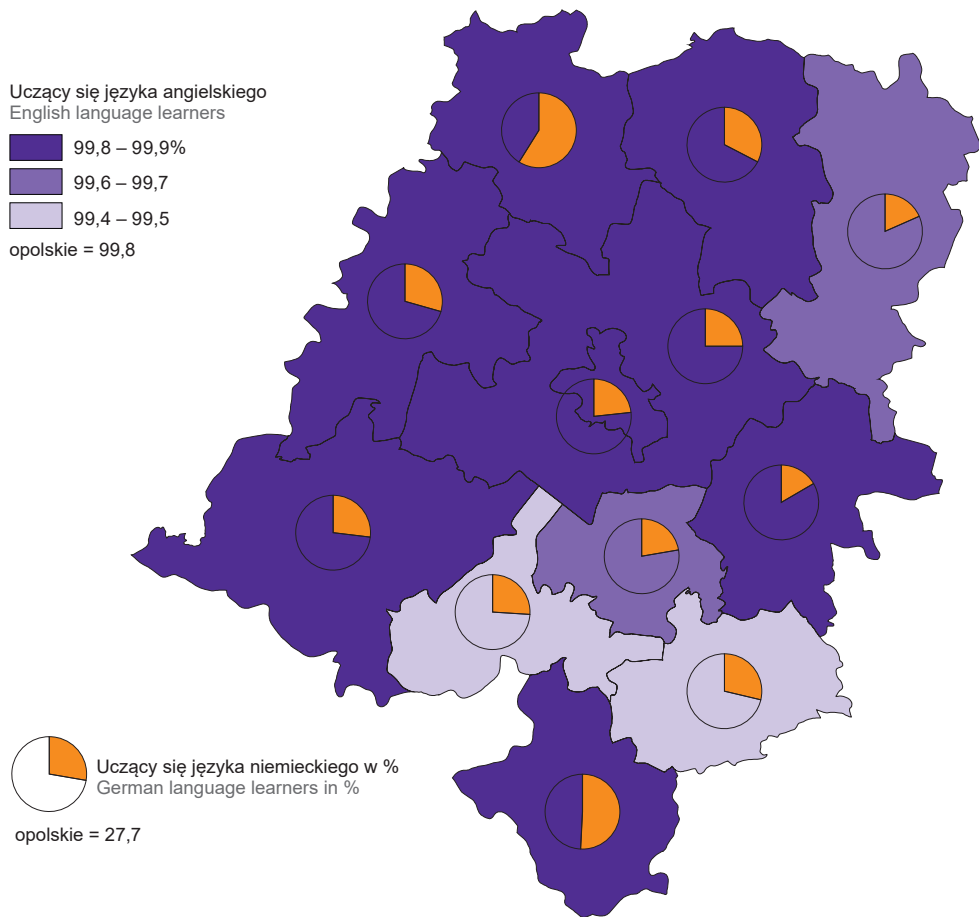 Uczący się języka angielskiego
English language learners
99,8 – 99,9%
99,6 – 99,7
99,4 – 99,5
opolskie = 99,8
Uczący się języka niemieckiego w %
German language learners in %
opolskie = 27,7